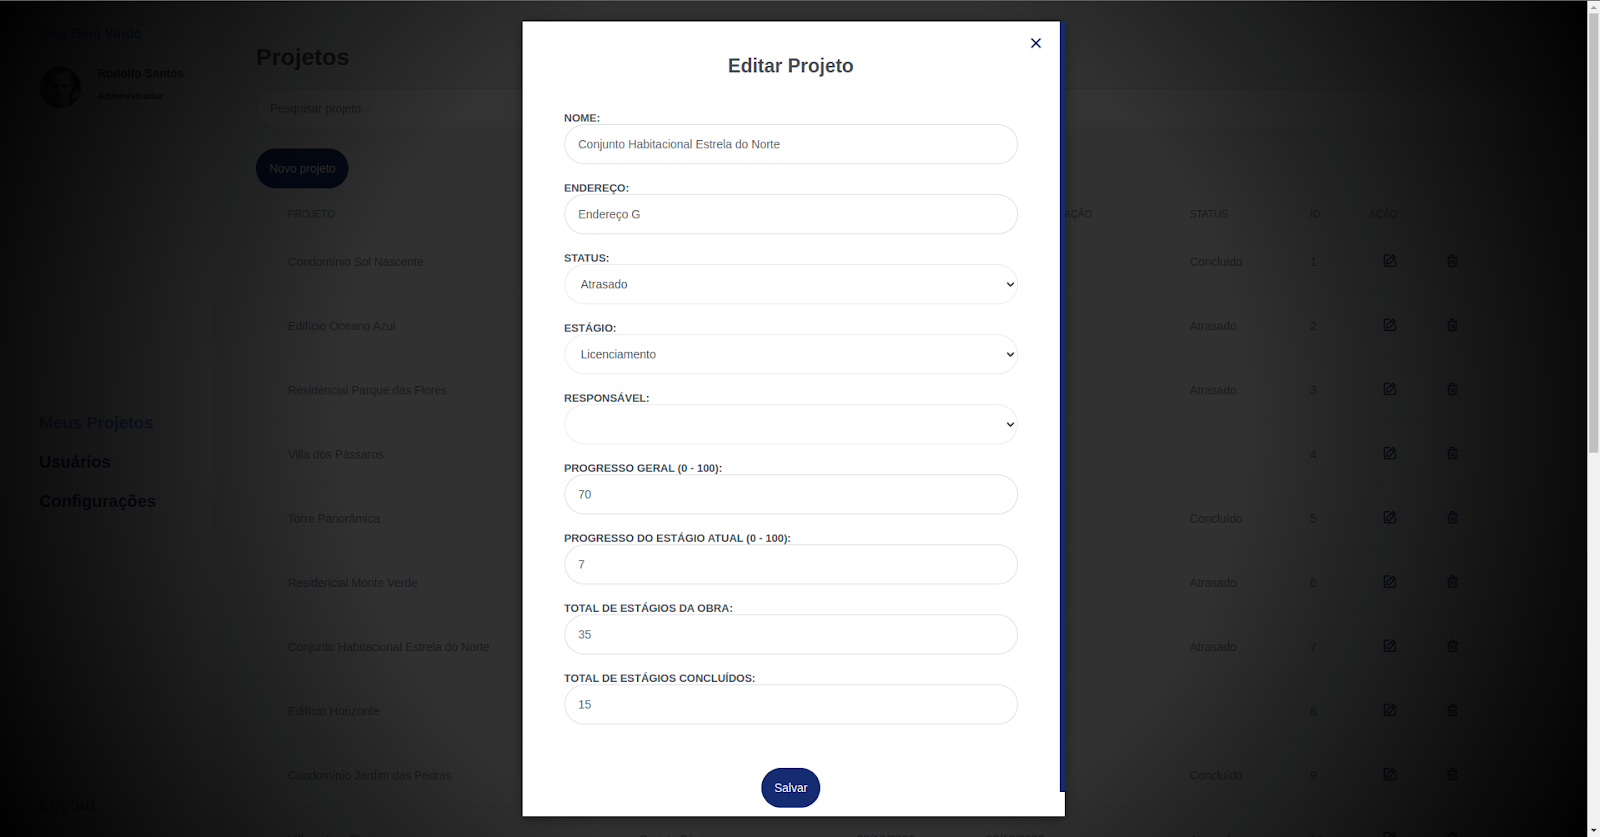 Seja Bem Vindo
Rodolfo Santos
Administrador
Meus Projetos
Usuários
Configurações
Logout
Projetos
Pesquisar projeto...
Novo projeto
PROJETO AÇÃO STATUS ID AÇÃO
Condomínio Sol Nascente Concluído 1
Edifício Oceano Azul Atrasado 2
Residencial Parque das Flores Atrasado 3
Villa dos Pássaros 4
Torre Panorâmica Concluído 5
Residencial Monte Verde Atrasado 6
Conjunto Habitacional Estrela do Norte Atrasado 7
Edifício Horizonte 8
Condomínio Jardim das Pedras Concluído 9
Editar Projeto
NOME:
Conjunto Habitacional Estrela do Norte
ENDEREÇO:
Endereço G
STATUS:
Atrasado
ESTÁGIO:
Licenciamento
RESPONSÁVEL:
PROGRESSO GERAL (0 - 100):
70
PROGRESSO DO ESTÁGIO ATUAL (0 - 100):
7
TOTAL DE ESTÁGIOS DA OBRA:
35
TOTAL DE ESTÁGIOS CONCLUÍDOS:
15
Salvar